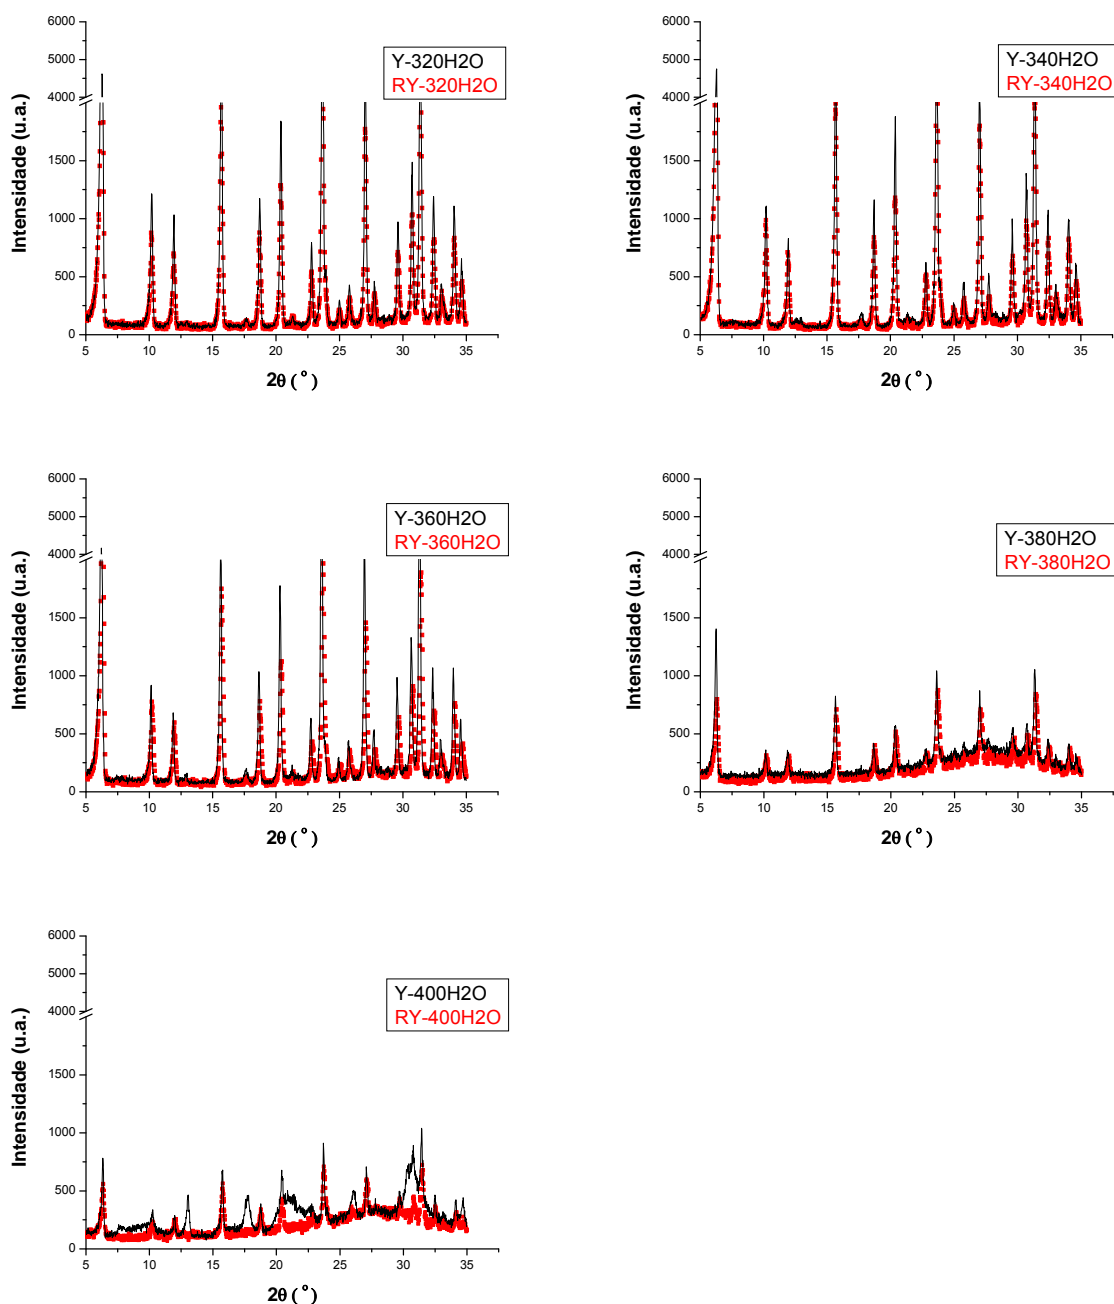 6000
5000
4000
1500
1000
500
0
Intensidade (u.a.)
Y-320H2O
RY-320H2O
5 10 15 20 25 30 35
2θ ( ° )
6000
5000
4000
1500
1000
500
0
Intensidade (u.a.)
Y-340H2O
RY-340H2O
5 10 15 20 25 30 35
2θ ( ° )
6000
5000
4000
1500
1000
500
0
Intensidade (u.a.)
Y-360H2O
RY-360H2O
5 10 15 20 25 30 35
2θ ( ° )
6000
5000
4000
1500
1000
500
0
Intensidade (u.a.)
Y-380H2O
RY-380H2O
5 10 15 20 25 30 35
2θ ( ° )
6000
5000
4000
1500
1000
500
0
Intensidade (u.a.)
Y-400H2O
RY-400H2O
5 10 15 20 25 30 35
2θ ( ° )